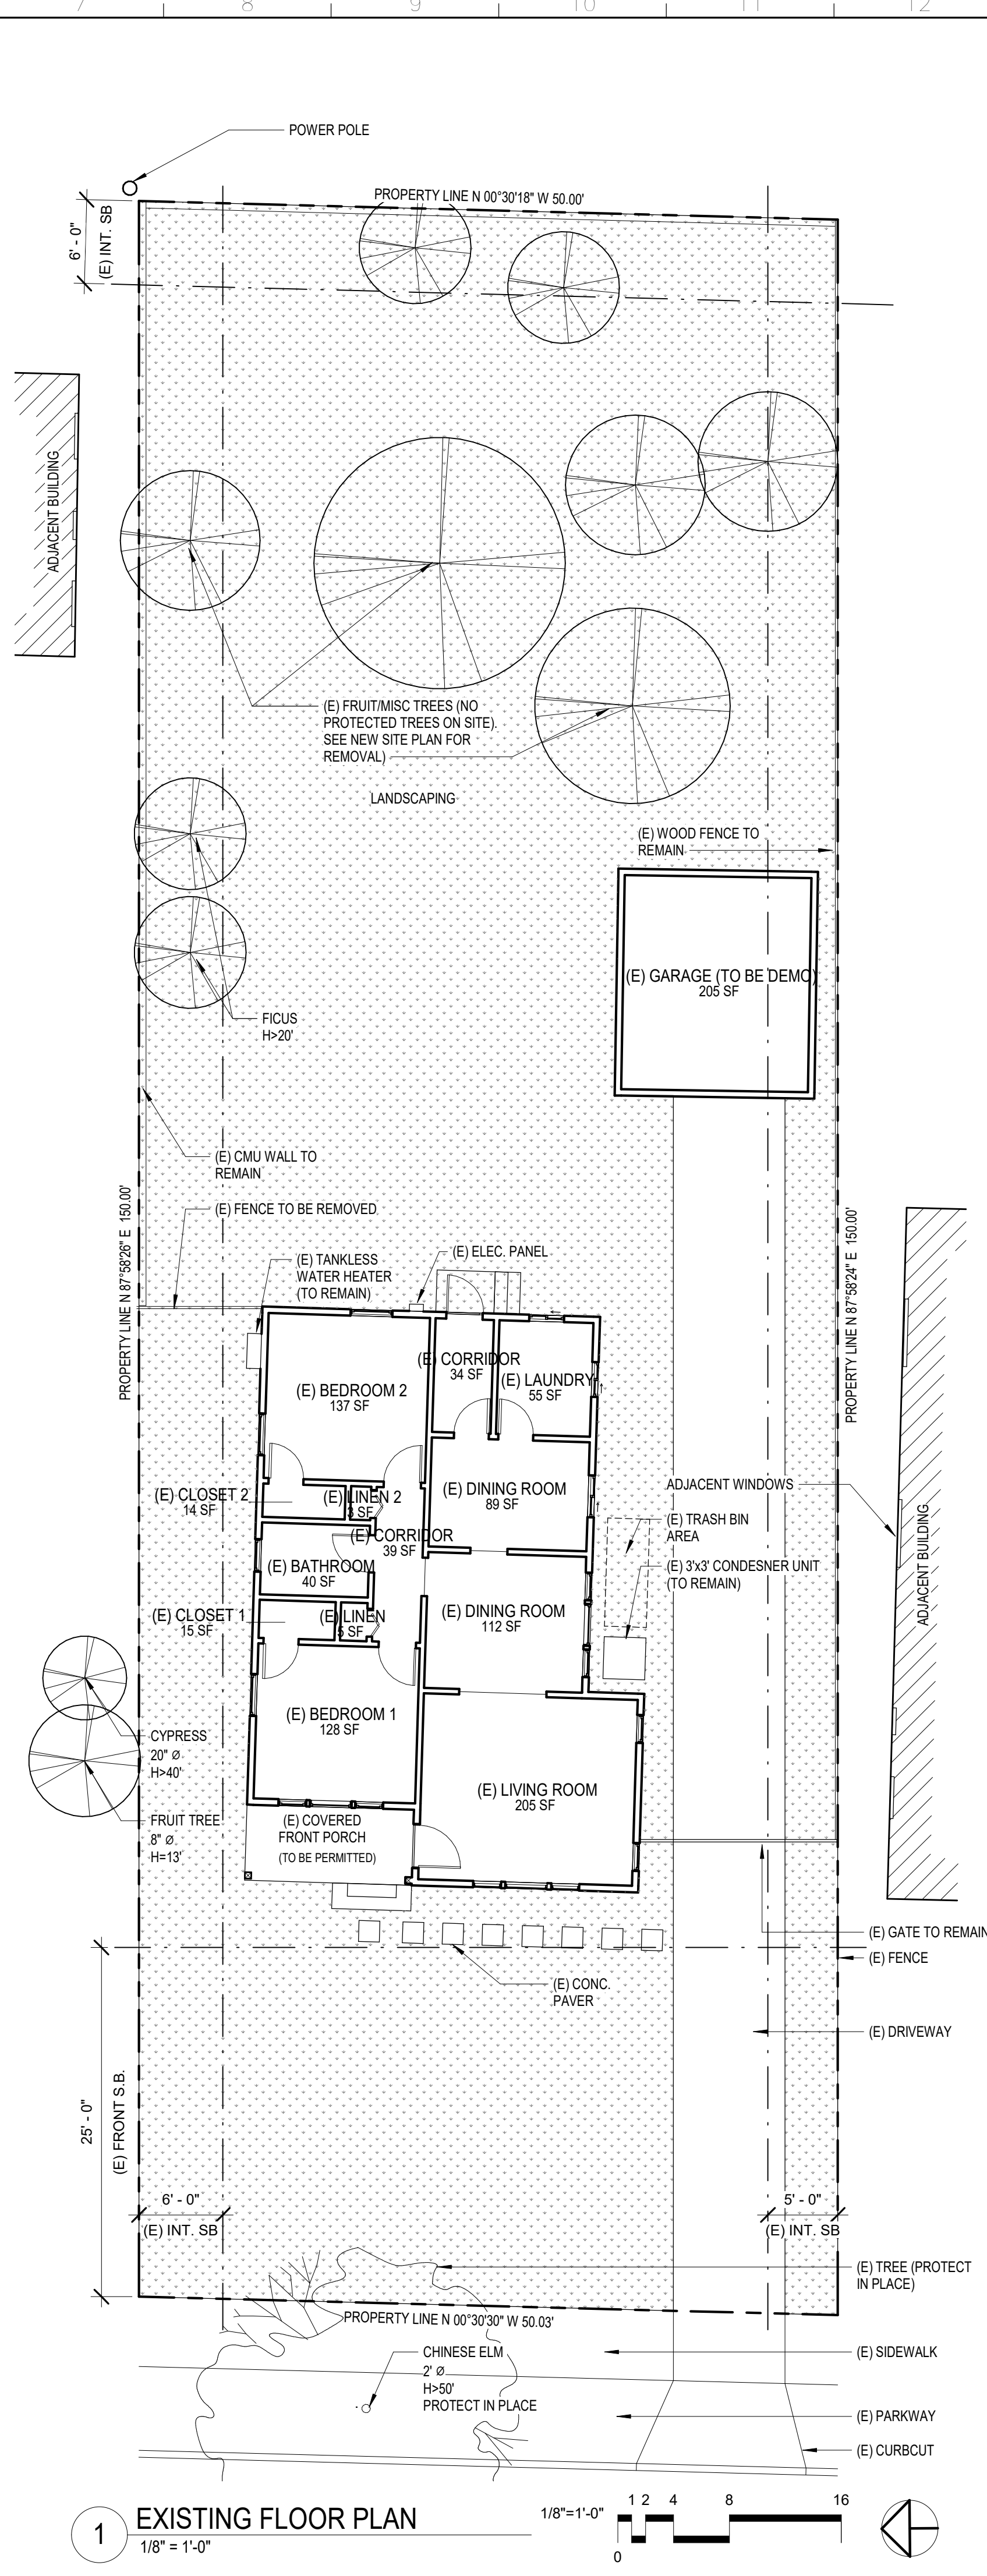 7 8 9 10 11 12
POWER POLE
PROPERTY LINE N 00°30'18" W 50.00'
6' - 0"
(E) INT. SB
ADJACENT BUILDING
(E) FRUIT/MISC TREES (NO
PROTECTED TREES ON SITE).
SEE NEW SITE PLAN FOR
REMOVAL)
LANDSCAPING
(E) WOOD FENCE TO
REMAIN
(E) GARAGE (TO BE DEMO)
205 SF
FICUS
H>20'
(E) CMU WALL TO
REMAIN
PROPERTY LINE N 87°58'26" E 150.00'
(E) FENCE TO BE REMOVED
(E) TANKLESS
WATER HEATER
(TO REMAIN)
(E) ELEC. PANEL
PROPERTY LINE N 87°58'24" E 150.00'
(E) CORRIDOR
34 SF
(E) LAUNDRY
55 SF
(E) BEDROOM 2
137 SF
(E) DINING ROOM
89 SF
ADJACENT WINDOWS
(E) CLOSET 2
14 SF
(E) LINEN 2
3 SF
(E) TRASH BIN
AREA
(E) CORRIDOR
39 SF
(E) BATHROOM
40 SF
(E) 3'x3' CONDESNER UNIT
(TO REMAIN)
ADJACENT BUILDING
(E) CLOSET 1
15 SF
(E) LINEN
5 SF
(E) DINING ROOM
112 SF
(E) BEDROOM 1
128 SF
CYPRESS
20" Ø
H>40'
(E) LIVING ROOM
205 SF
FRUIT TREE
8" Ø
H=13'
(E) COVERED
FRONT PORCH
(TO BE PERMITTED)
(E) GATE TO REMAIN
(E) FENCE
(E) CONC.
PAVER
(E) DRIVEWAY
25' - 0"
(E) FRONT S.B.
6' - 0"
(E) INT. SB
5' - 0"
(E) INT. SB
(E) TREE (PROTECT
IN PLACE)
PROPERTY LINE N 00°30'30" W 50.03'
CHINESE ELM
2' Ø
H>50'
PROTECT IN PLACE
(E) SIDEWALK
(E) PARKWAY
(E) CURBCUT
1
EXISTING FLOOR PLAN
1/8" = 1'-0"
1/8"=1'-0"
1 2 4 8 16
0